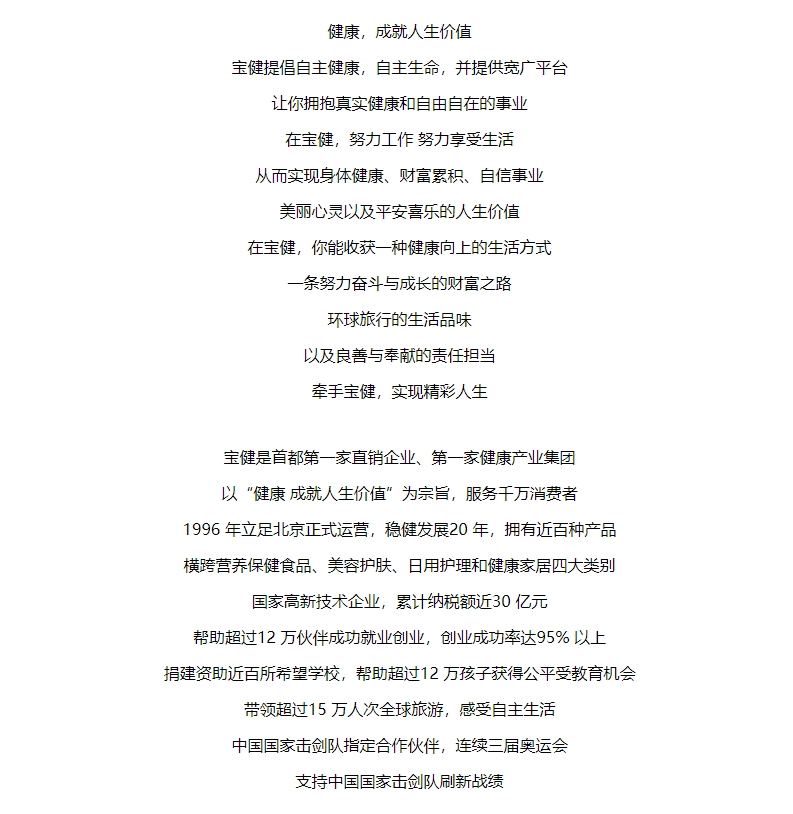 健康，成就人生价值
宝健提倡自主健康，自主生命，并提供宽广平台
让你拥抱真实健康和自由自在的事业
在宝健，努力工作 努力享受生活
从而实现身体健康、财富累积、自信事业
美丽心灵以及平安喜乐的人生价值
在宝健，你能收获一种健康向上的生活方式
一条努力奋斗与成长的财富之路
环球旅行的生活品味
以及良善与奉献的责任担当
牵手宝健，实现精彩人生
宝健是首都第一家直销企业、第一家健康产业集团
以“健康 成就人生价值”为宗旨，服务千万消费者
1996 年立足北京正式运营，稳健发展20 年，拥有近百种产品
横跨营养保健食品、美容护肤、日用护理和健康家居四大类别
国家高新技术企业，累计纳税额近30 亿元
帮助超过12 万伙伴成功就业创业，创业成功率达95% 以上
捐建资助近百所希望学校，帮助超过12 万孩子获得公平受教育机会
带领超过15 万人次全球旅游，感受自主生活
中国国家击剑队指定合作伙伴，连续三届奥运会
支持中国国家击剑队刷新战绩